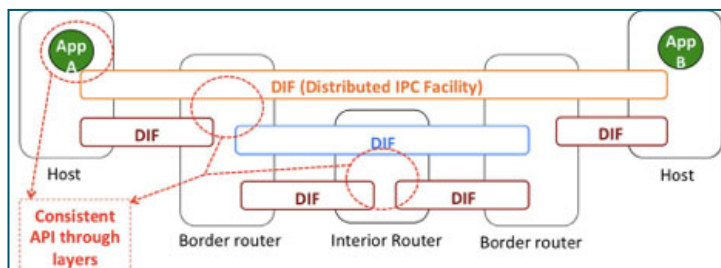 App
A
App
B
DIF (Distributed IPC Facility)
DIF
DIF
DIF
Host
Host
DIF
DIF
Consistent
API through
layers
Border router
Interior Router
Border router